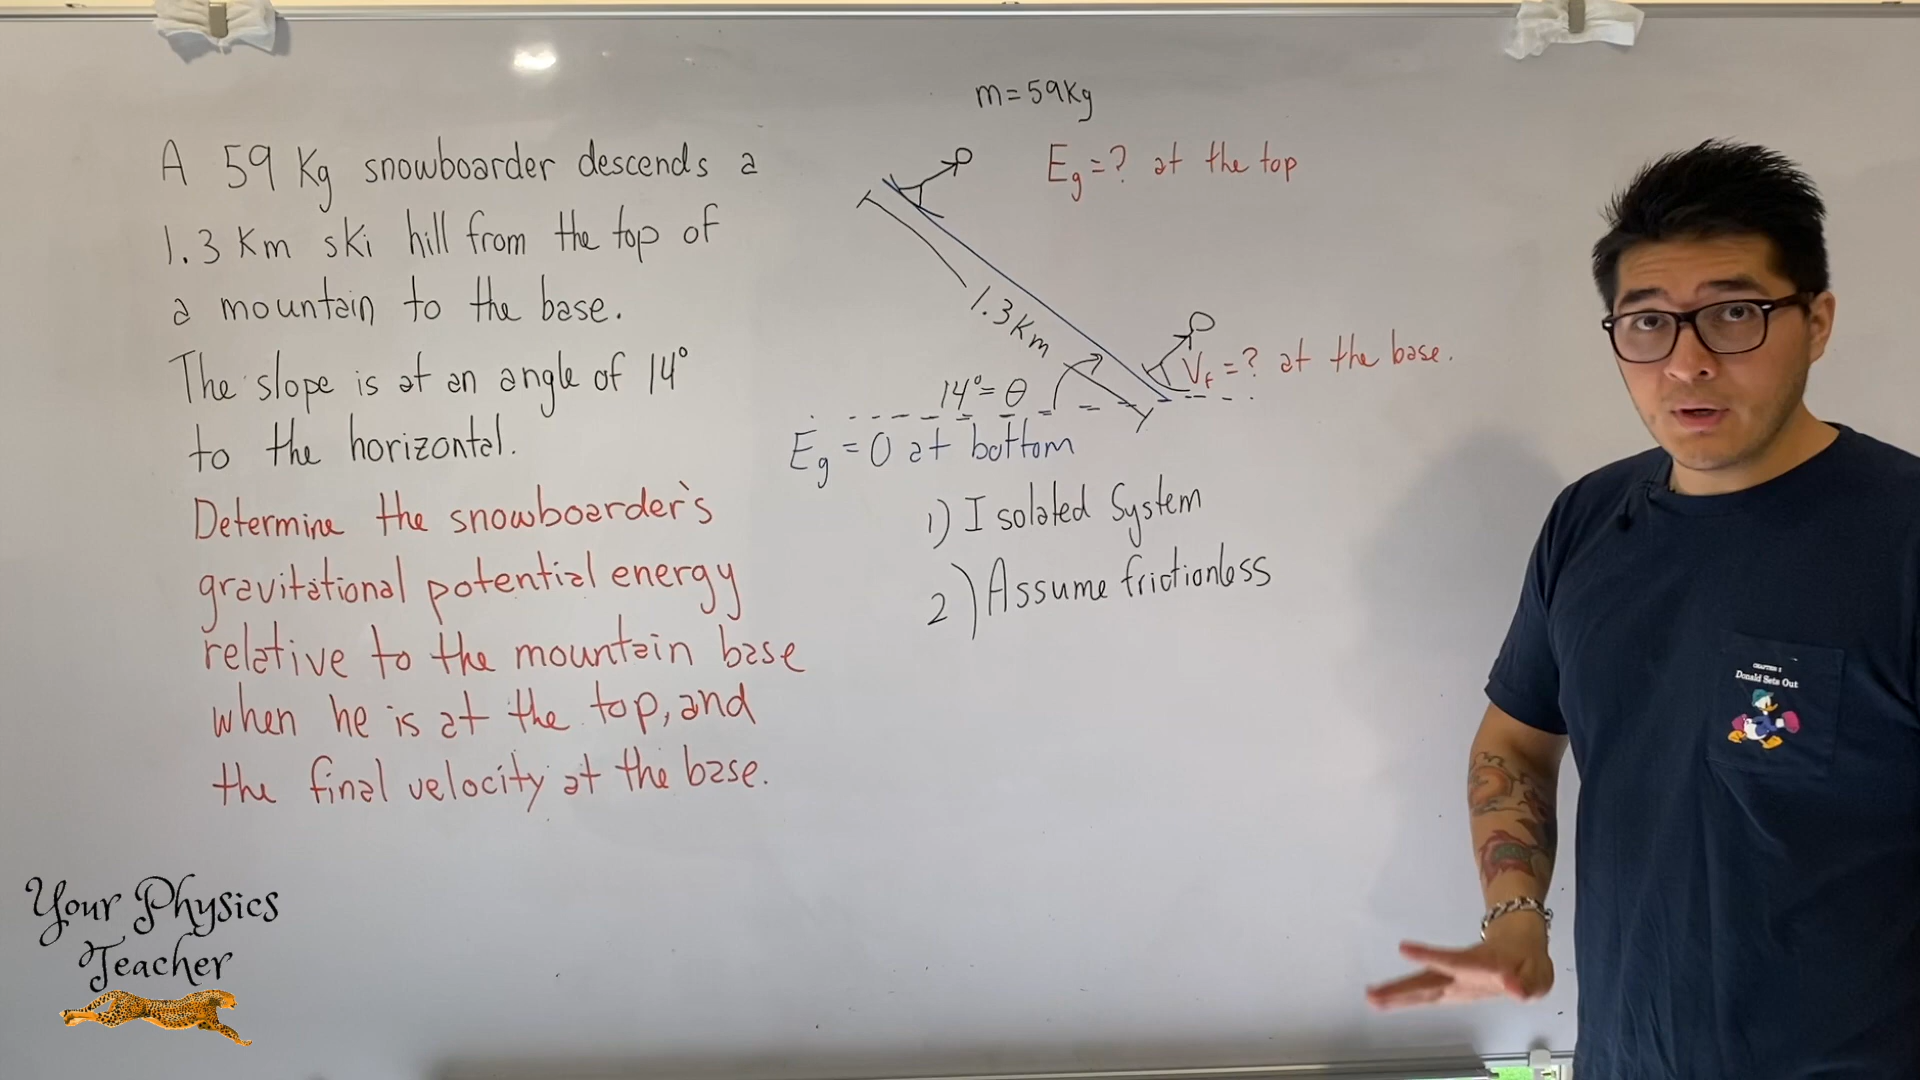 m=59Kg
A 59 Kg snowboarder descends a
1.3 Km ski hill from the top of
a mountain to the base.
The slope is at an angle of 14°
to the horizontal.
Determine the snowboarder's
gravitational potential energy
relative to the mountain base
when he is at the top, and
the final velocity at the base.
Eg=? at the top
1.3Km
Vf=? at the base.
14°=θ
Eg=0 at bottom
1) Isolated System
2) Assume frictionless
CHAPTER I
Donald Sets Out
Your Physics
Teacher